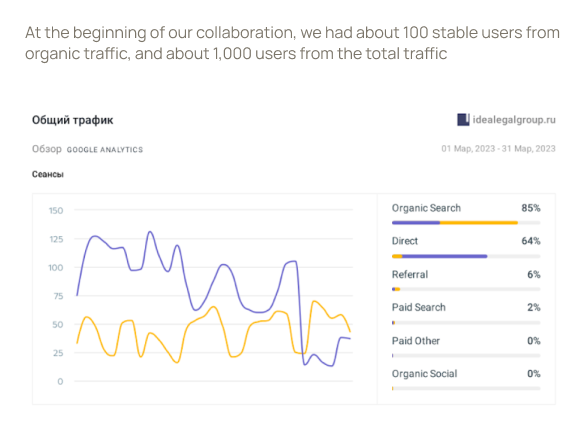 At the beginning of our collaboration, we had about 100 stable users from
organic traffic, and about 1,000 users from the total traffic
Общий трафик
idealegalgroup.ru
Обзор GOOGLE ANALYTICS
01 Мар, 2023 - 31 Мар, 2023
Сеансы
150
125
100
75
50
25
0
Organic Search 85%
Direct 64%
Referral 6%
Paid Search 2%
Paid Other 0%
Organic Social 0%